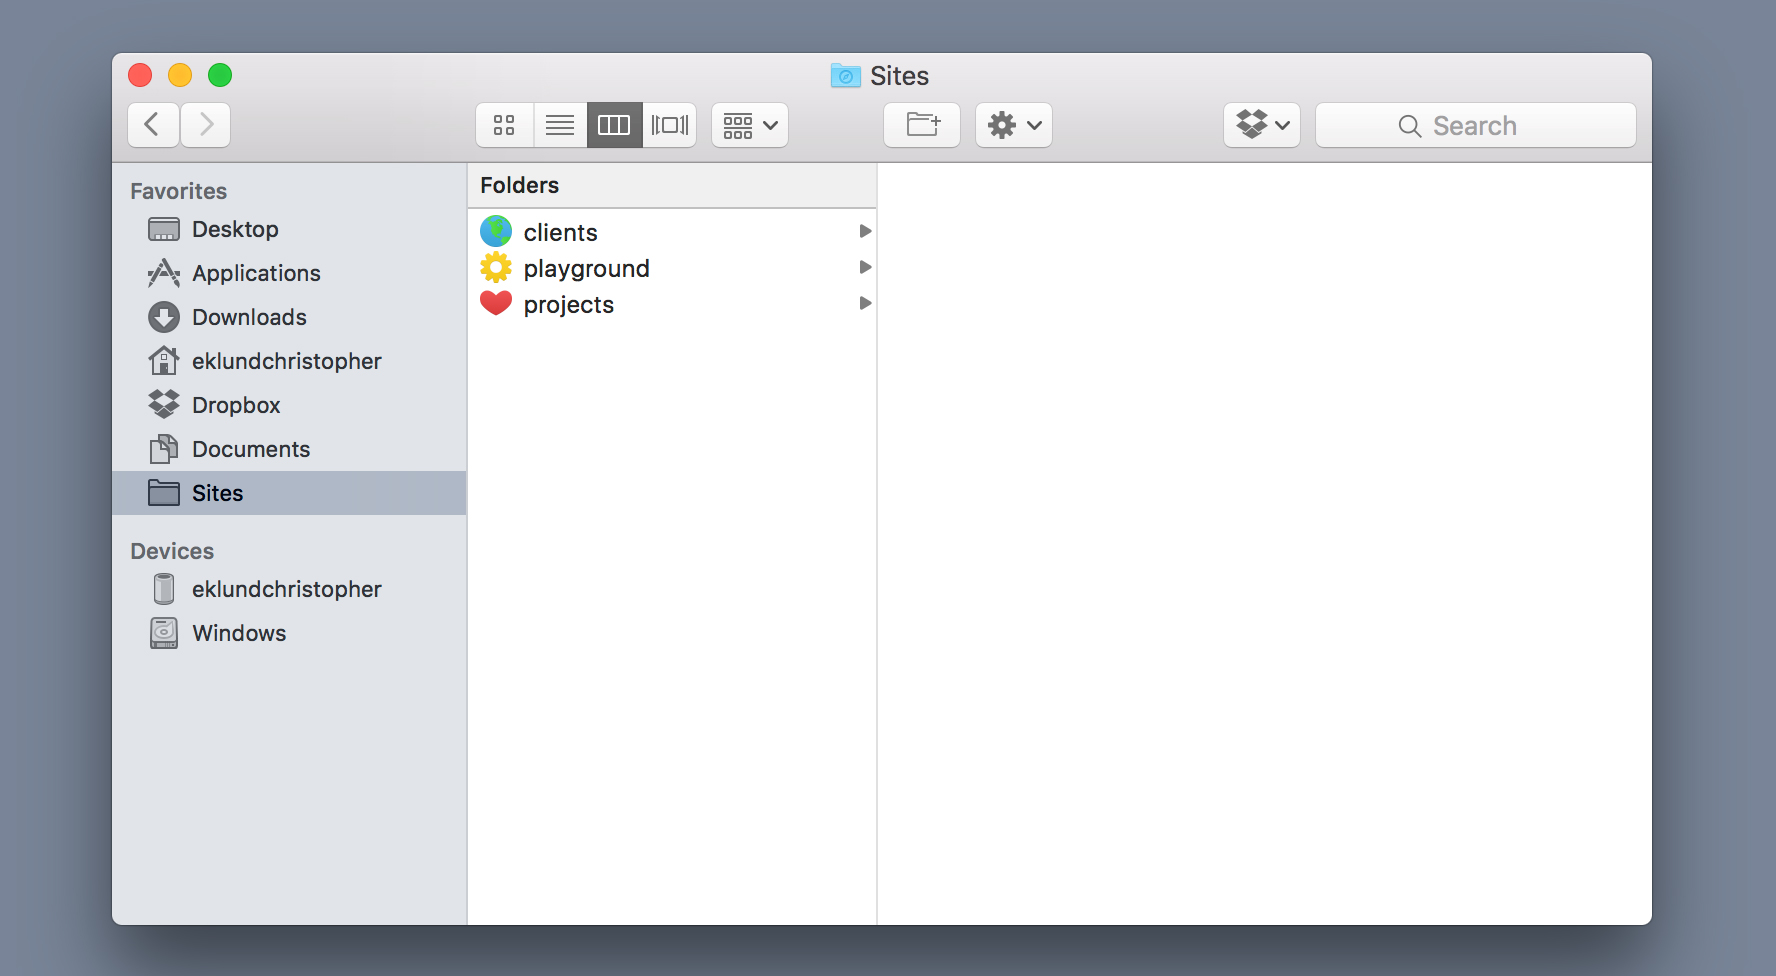 Sites
Search
Favorites
Desktop
Applications
Downloads
eklundchristopher
Dropbox
Documents
Sites
Devices
eklundchristopher
Windows
Folders
clients
playground
projects